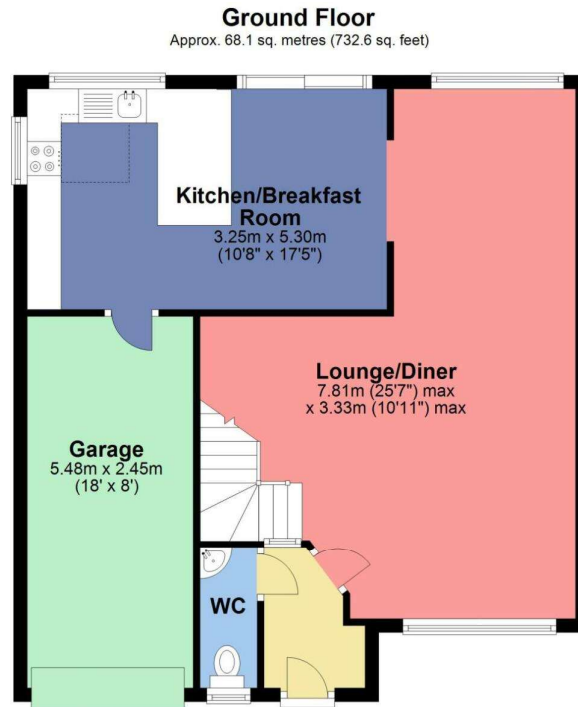 Ground Floor
Approx. 68.1 sq. metres (732.6 sq. feet)
Kitchen/Breakfast
Room
3.25m x 5.30m
(10'8" x 17'5")
Lounge/Diner
7.81m (25'7") max
x 3.33m (10'11") max
Garage
5.48m x 2.45m
(18' x 8')
WC